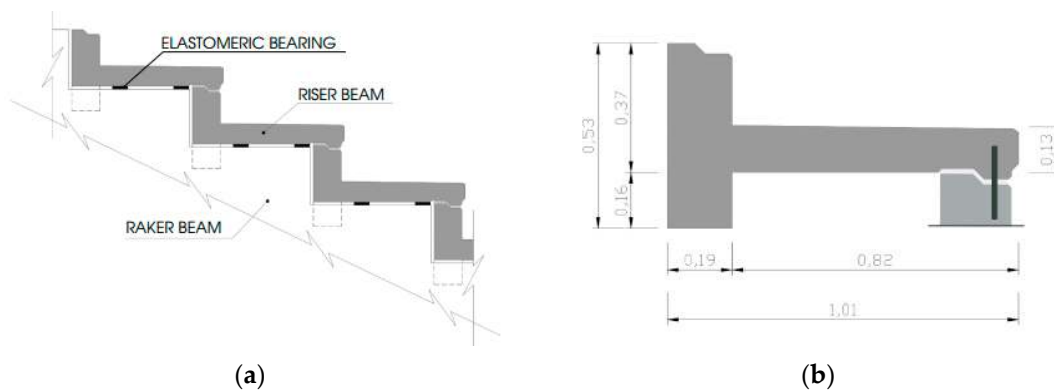 ELASTOMERIC BEARING
RISER BEAM
RAKER BEAM
0,53
0,37
0,16
0,13
0,19
0,82
1,01
(a)
(b)